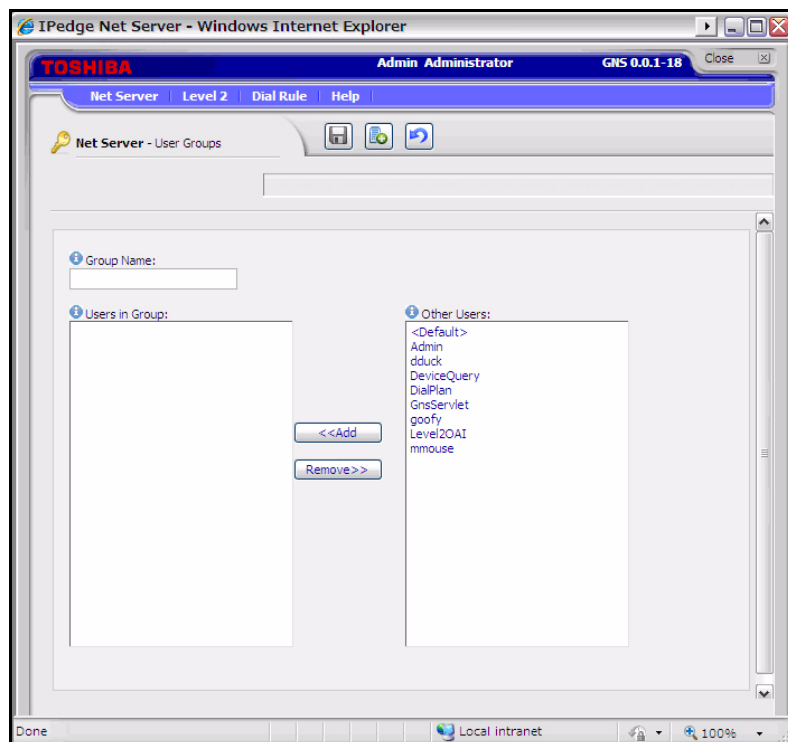 IPedge Net Server - Windows Internet Explorer
TOSHIBA Admin Administrator GNS 0.0.1-18 Close
Net Server Level 2 Dial Rule Help
Net Server - User Groups
Group Name:
Users in Group:
Other Users:
<Default>
Admin
dduck
DeviceQuery
DialPlan
GnsServlet
goofy
Level2OAI
mmouse
<<Add
Remove>>
Done Local intranet 100%